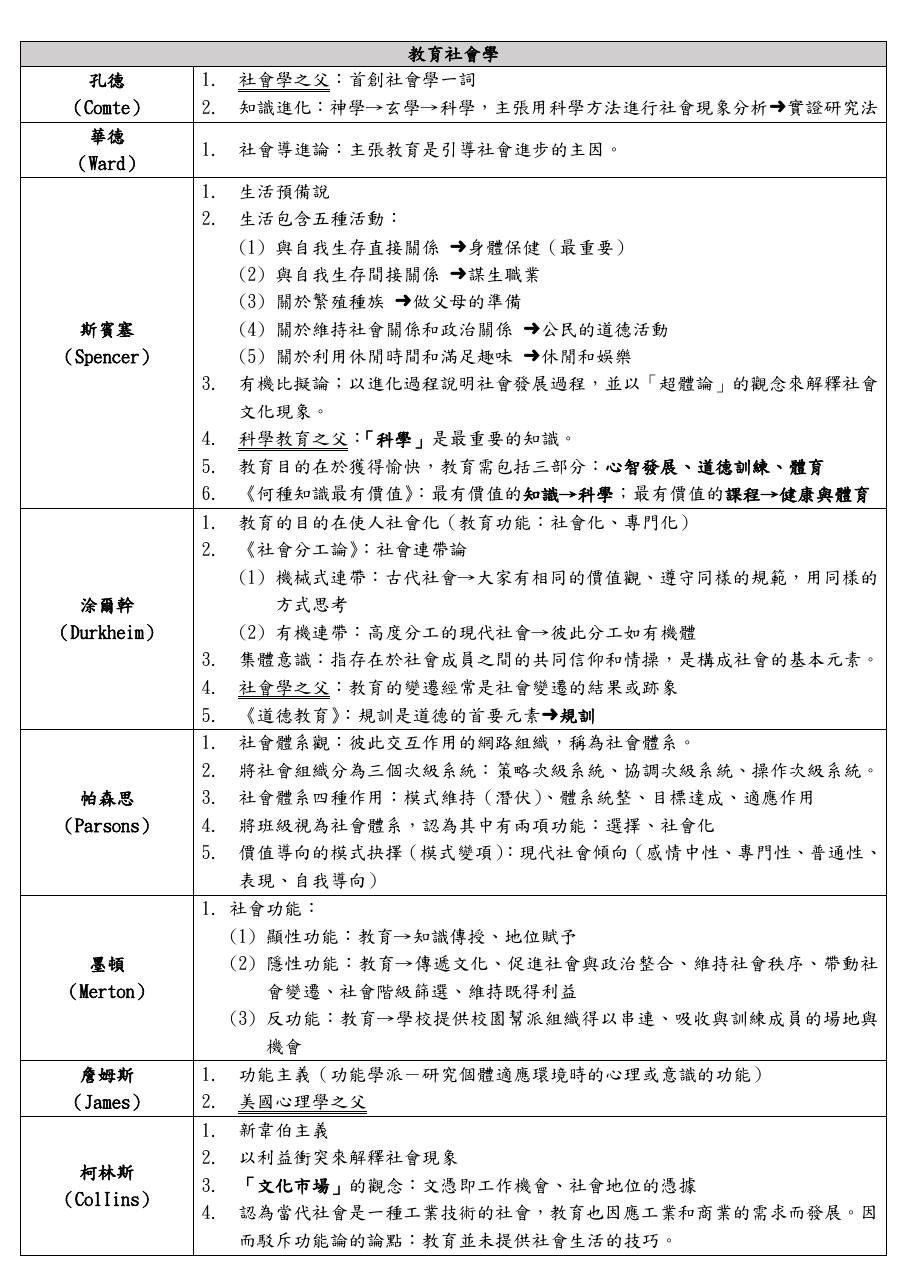 教育社會學
孔德
（Comte）
1. 社會學之父：首創社會學一詞
2. 知識進化：神學→玄學→科學，主張用科學方法進行社會現象分析➜實證研究法
華德
（Ward）
1. 社會導進論：主張教育是引導社會進步的主因。
斯賓塞
（Spencer）
1. 生活預備說
2. 生活包含五種活動：
(1) 與自我生存直接關係 ➜身體保健（最重要）
(2) 與自我生存間接關係 ➜謀生職業
(3) 關於繁殖種族 ➜做父母的準備
(4) 關於維持社會關係和政治關係 ➜公民的道德活動
(5) 關於利用休閒時間和滿足趣味 ➜休閒和娛樂
3. 有機比擬論；以進化過程說明社會發展過程，並以「超體論」的觀念來解釋社會
文化現象。
4. 科學教育之父：「科學」是最重要的知識。
5. 教育目的在於獲得愉快，教育需包括三部分：心智發展、道德訓練、體育
6. 《何種知識最有價值》：最有價值的知識→科學；最有價值的課程→健康與體育
涂爾幹
（Durkheim）
1. 教育的目的在使人社會化（教育功能：社會化、專門化）
2. 《社會分工論》：社會連帶論
(1) 機械式連帶：古代社會→大家有相同的價值觀、遵守同樣的規範，用同樣的
方式思考
(2) 有機連帶：高度分工的現代社會→彼此分工如有機體
3. 集體意識：指存在於社會成員之間的共同信仰和情操，是構成社會的基本元素。
4. 社會學之父：教育的變遷經常是社會變遷的結果或跡象
5. 《道德教育》：規訓是道德的首要元素➜規訓
帕森思
（Parsons）
1. 社會體系觀：彼此交互作用的網路組織，稱為社會體系。
2. 將社會組織分為三個次級系統：策略次級系統、協調次級系統、操作次級系統。
3. 社會體系四種作用：模式維持（潛伏）、體系統整、目標達成、適應作用
4. 將班級視為社會體系，認為其中有兩項功能：選擇、社會化
5. 價值導向的模式抉擇（模式變項）：現代社會傾向（感情中性、專門性、普通性、
表現、自我導向）
墨頓
（Merton）
1. 社會功能：
(1) 顯性功能：教育→知識傳授、地位賦予
(2) 隱性功能：教育→傳遞文化、促進社會與政治整合、維持社會秩序、帶動社
會變遷、社會階級篩選、維持既得利益
(3) 反功能：教育→學校提供校園幫派組織得以串連、吸收與訓練成員的場地與
機會
詹姆斯
（James）
1. 功能主義（功能學派－研究個體適應環境時的心理或意識的功能）
2. 美國心理學之父
柯林斯
（Collins）
1. 新韋伯主義
2. 以利益衝突來解釋社會現象
3. 「文化市場」的觀念：文憑即工作機會、社會地位的憑據
4. 認為當代社會是一種工業技術的社會，教育也因應工業和商業的需求而發展。因
而駁斥功能論的論點：教育並未提供社會生活的技巧。